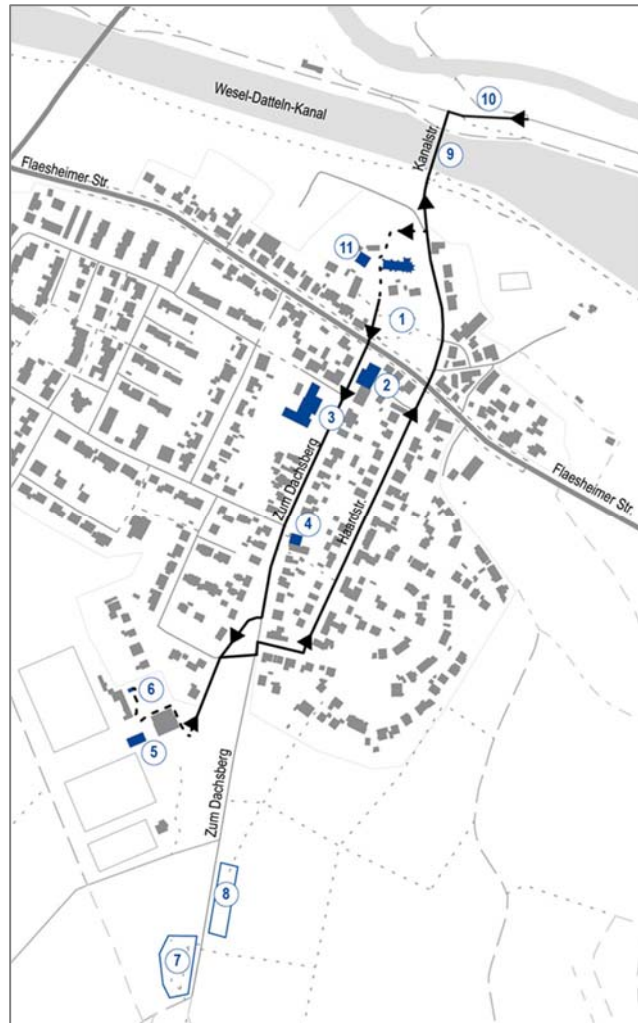 10
Wesel-Datteln-Kanal
Kanalstr.
9
Flaesheimer Str.
11
1
2
3
Zum Dachsberg
Haardstr.
Flaesheimer Str.
4
6
5
Zum Dachsberg
8
7